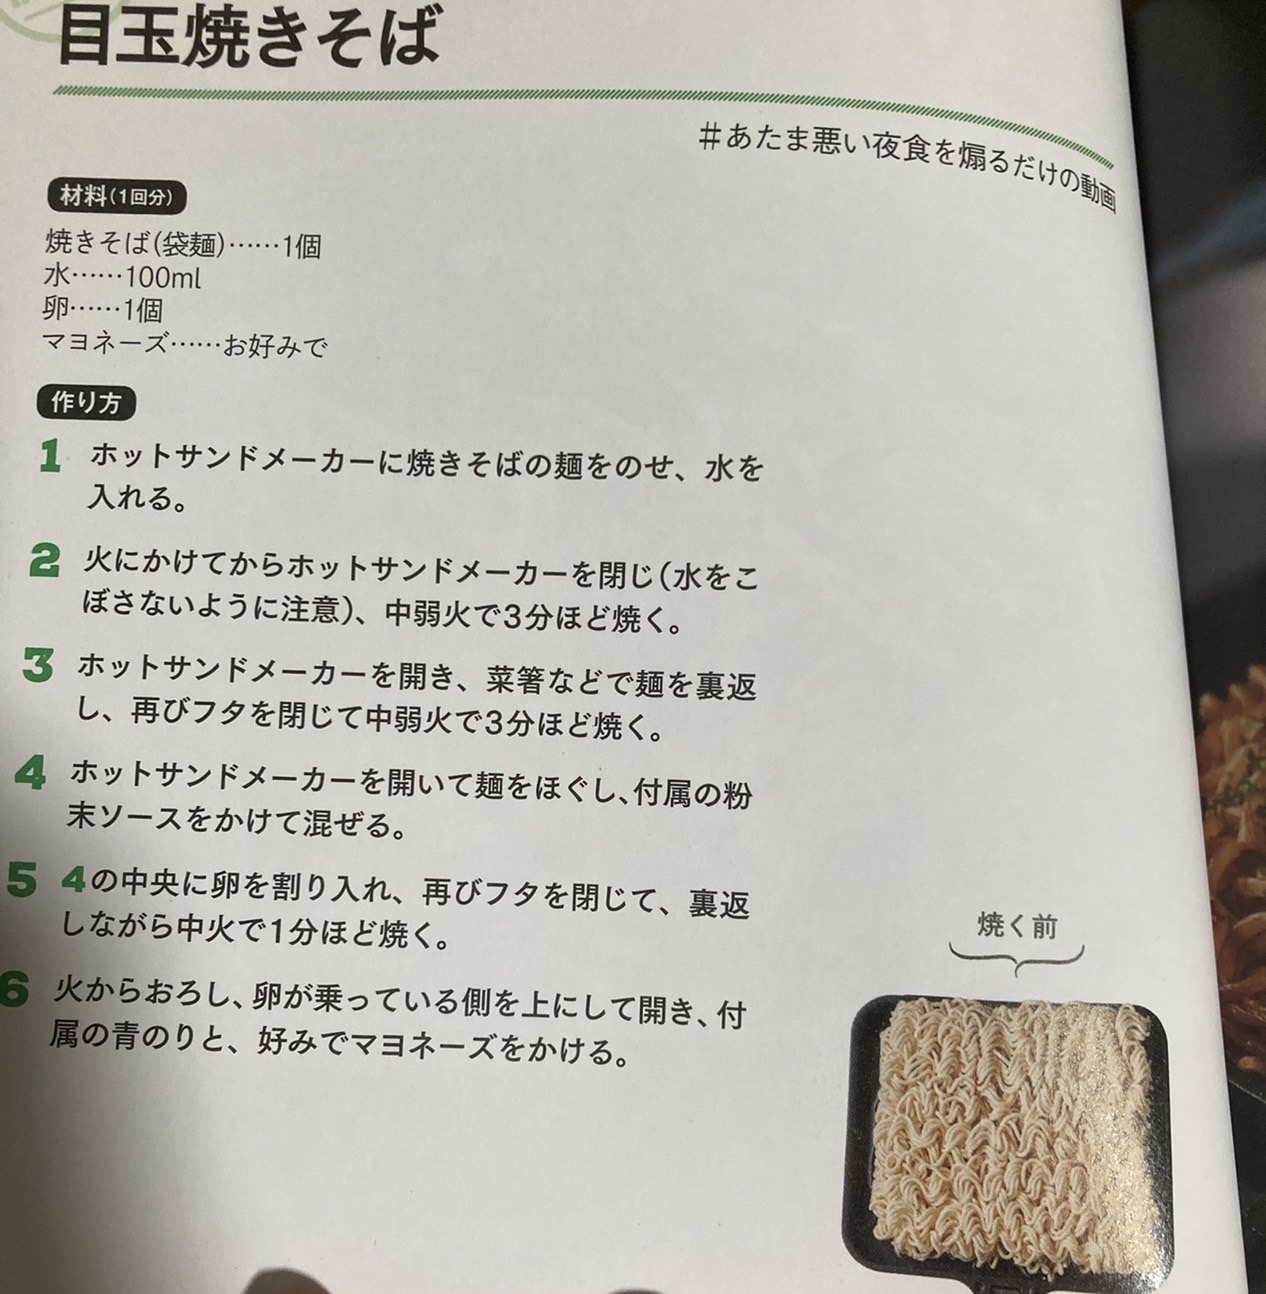 目玉焼きそば
#あたま悪い夜食を煽るだけの動画
材料(1回分)
焼きそば(袋麺)……1個
水……100ml
卵……1個
マヨネーズ……お好みで
作り方
1 ホットサンドメーカーに焼きそばの麺をのせ、水を
入れる。
2 火にかけてからホットサンドメーカーを閉じ(水をこ
ぼさないように注意)、中弱火で3分ほど焼く。
3 ホットサンドメーカーを開き、菜箸などで麺を裏返
し、再びフタを閉じて中弱火で3分ほど焼く。
4 ホットサンドメーカーを開いて麺をほぐし、付属の粉
末ソースをかけて混ぜる。
5 4の中央に卵を割り入れ、再びフタを閉じて、裏返
しながら中火で1分ほど焼く。
6 火からおろし、卵が乗っている側を上にして開き、付
属の青のりと、好みでマヨネーズをかける。
焼く前